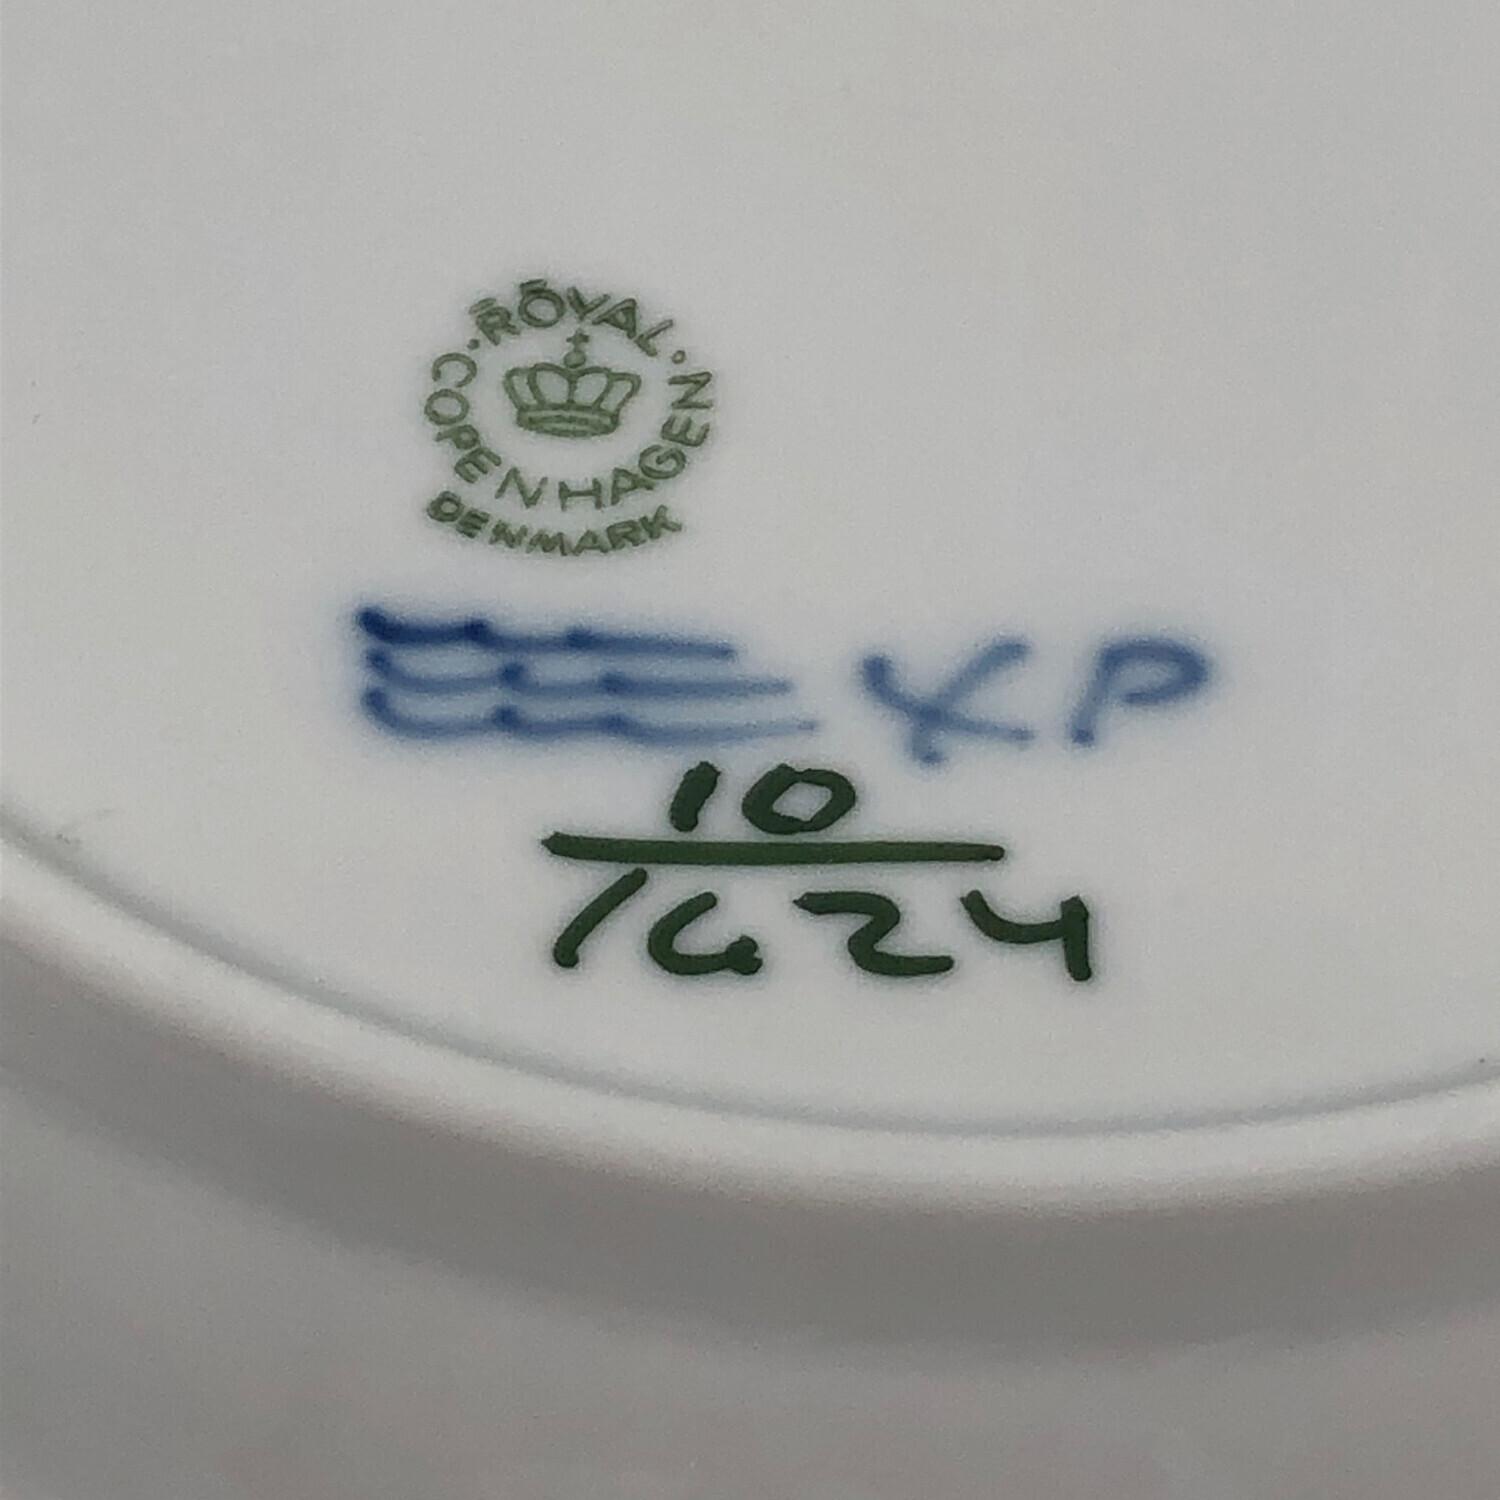 ROYAL
COPENHAGEN
DENMARK
KP
10
1624